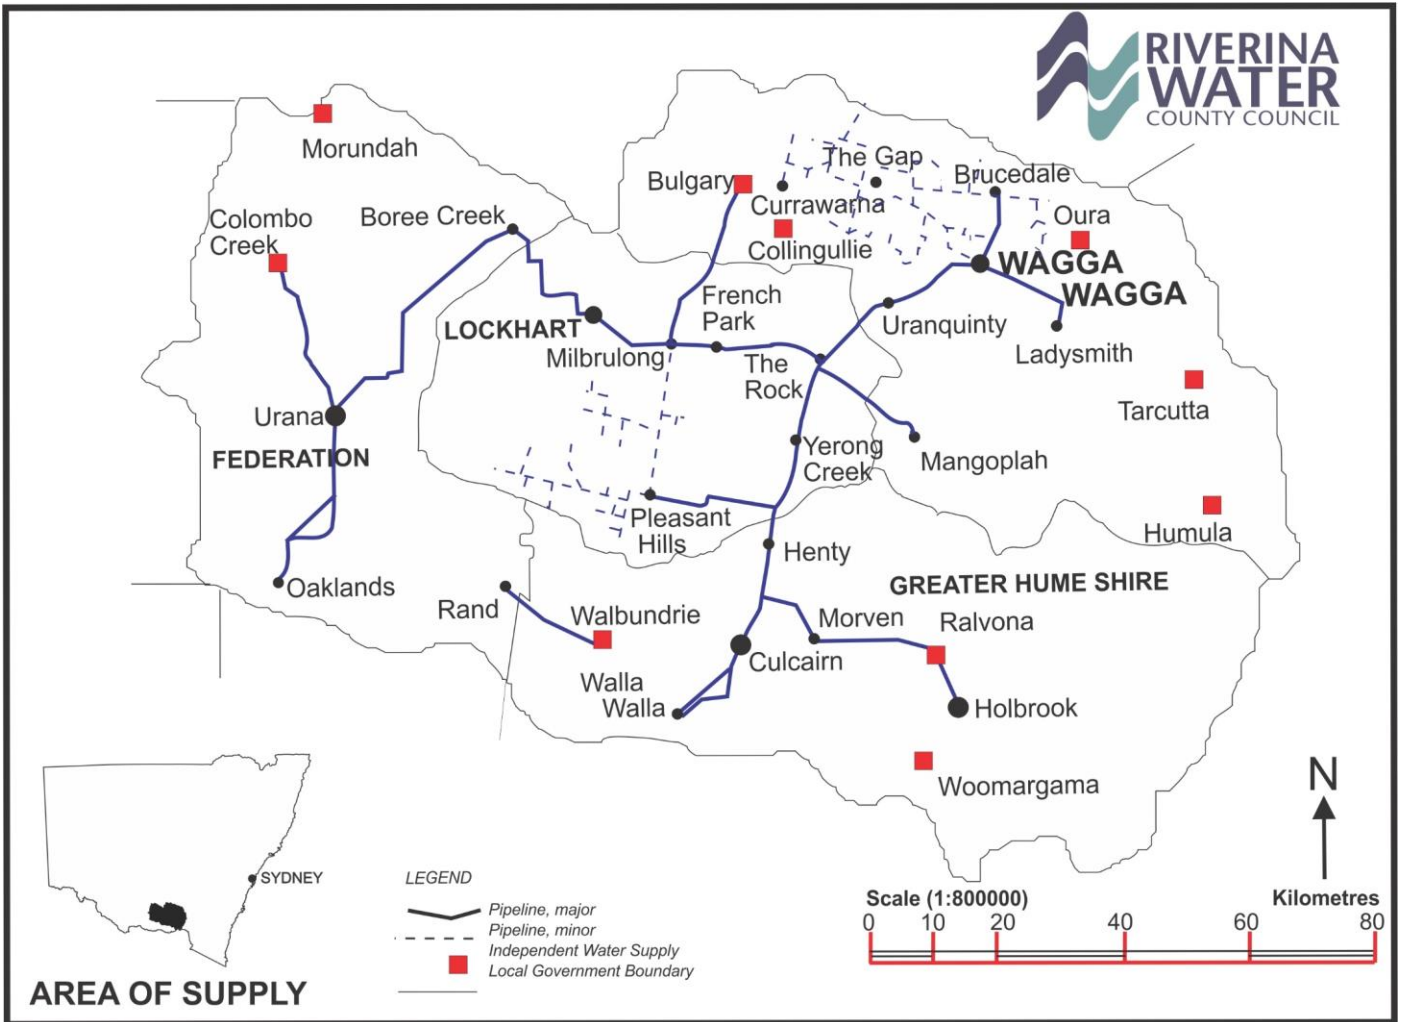 RIVERINA
WATER
COUNTY COUNCIL
Morundah
The Gap
Bulgary
Brucedale
Currawarna
Colombo
Creek
Boree Creek
Oura
Collingullie
WAGGA
WAGGA
French
Park
LOCKHART
Uranquinty
Milbrulong
Ladysmith
The
Rock
Tarcutta
Urana
FEDERATION
Yerong
Creek
Mangoplah
Pleasant
Hills
Humula
Henty
Oaklands
GREATER HUME SHIRE
Rand
Walbundrie
Morven
Ralvona
Culcairn
Walla
Walla
Holbrook
Woomargama
N
SYDNEY
AREA OF SUPPLY
LEGEND
Pipeline, major
Pipeline, minor
Independent Water Supply
Local Government Boundary
Scale (1:800000)
Kilometres
0 10 20 40 60 80